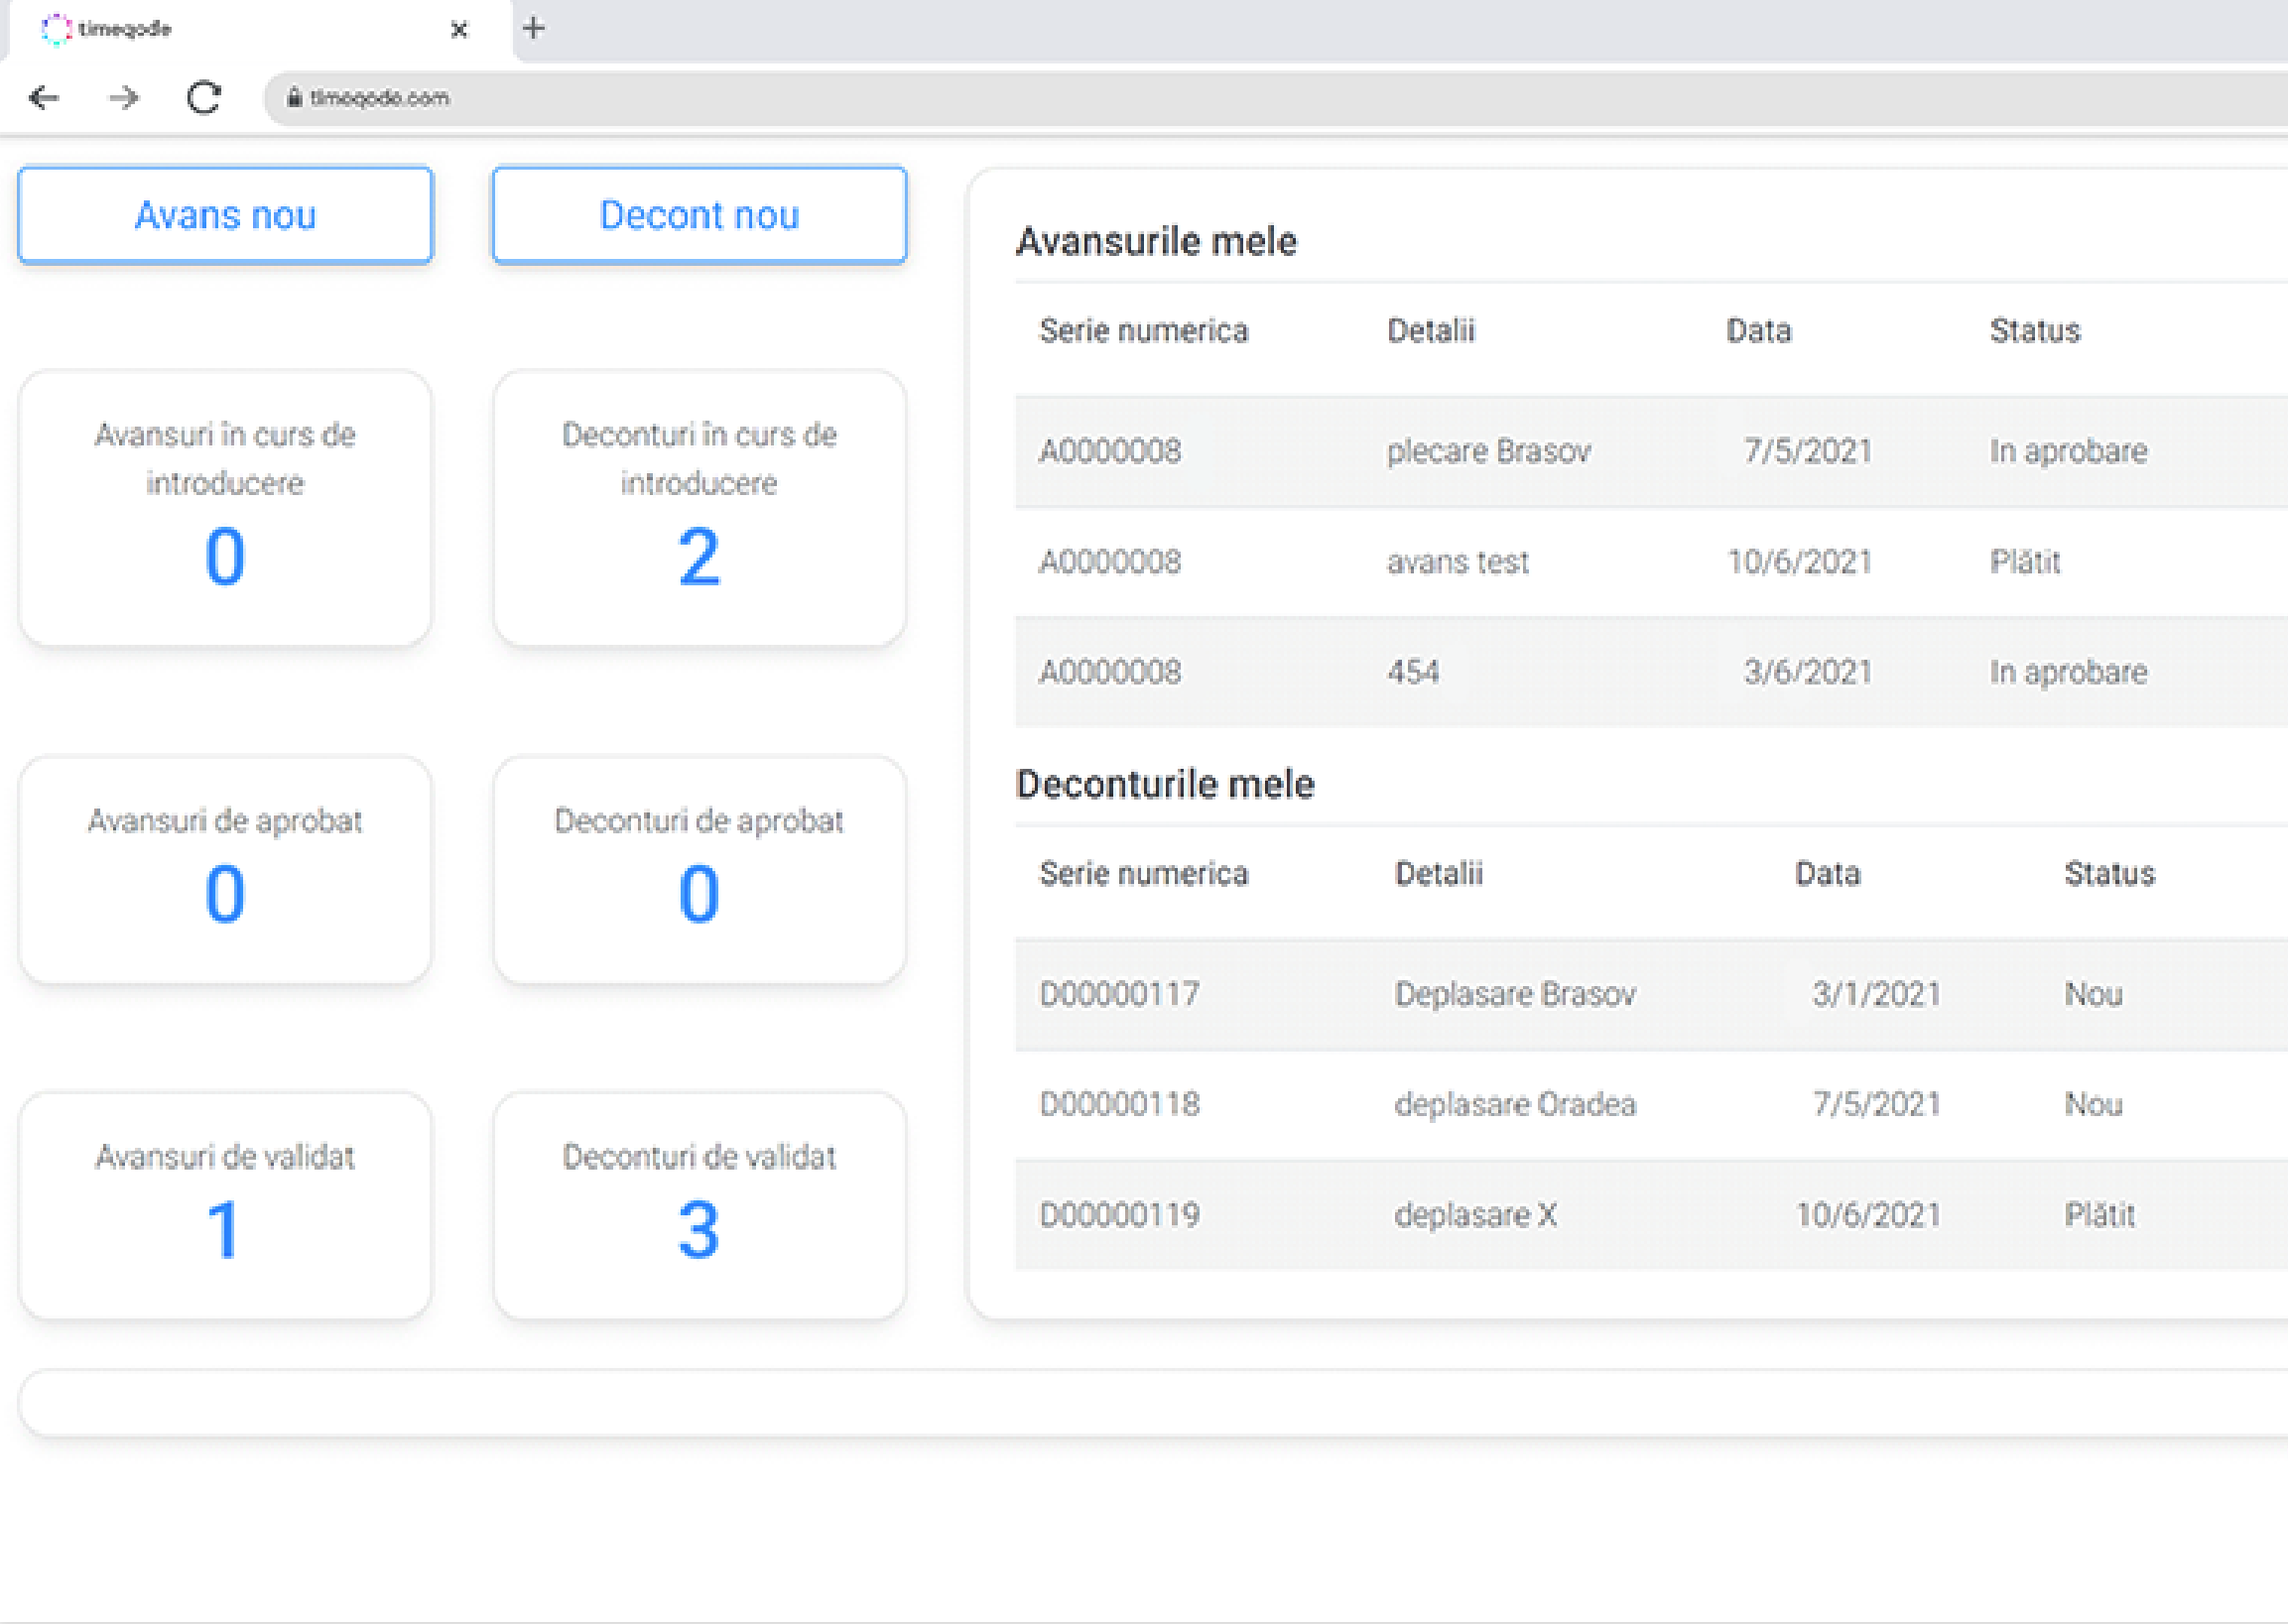 timeqode
timeqode.com
Avans nou
Decont nou
Avansuri în curs de
introducere
0
Deconturi în curs de
introducere
2
Avansuri de aprobat
0
Deconturi de aprobat
0
Avansuri de validat
1
Deconturi de validat
3
Avansurile mele
Serie numerica Detalii Data Status
A0000008 plecare Brasov 7/5/2021 In aprobare
A0000008 avans test 10/6/2021 Plătit
A0000008 454 3/6/2021 In aprobare
Deconturile mele
Serie numerica Detalii Data Status
D00000117 Deplasare Brasov 3/1/2021 Nou
D00000118 deplasare Oradea 7/5/2021 Nou
D00000119 deplasare X 10/6/2021 Plătit